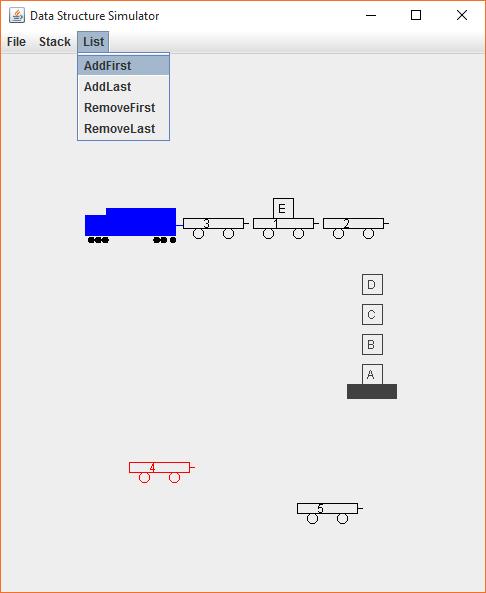 Data Structure Simulator
File Stack List
AddFirst
AddLast
RemoveFirst
RemoveLast
E
3 1 2
D
C
B
A
4
5